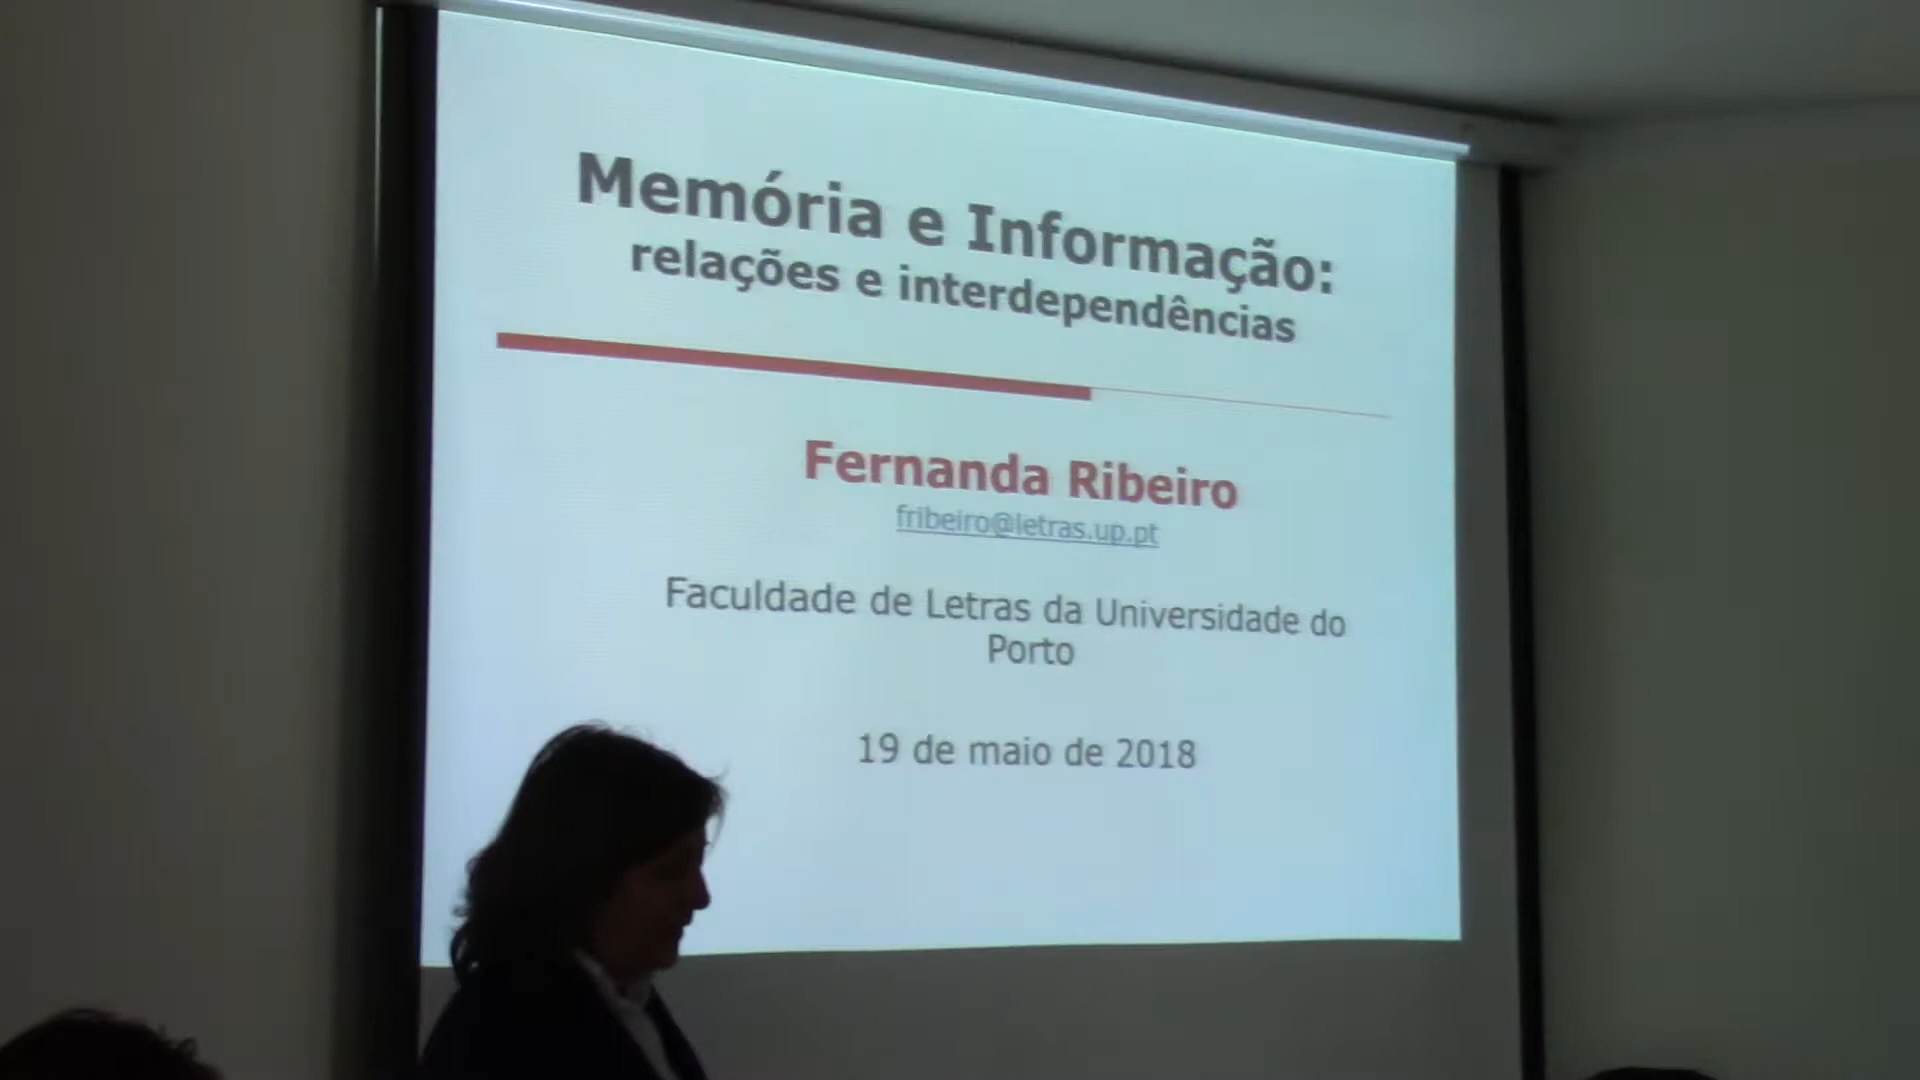 Memória e Informação:
relações e interdependências
Fernanda Ribeiro
fribeiro@letras.up.pt
Faculdade de Letras da Universidade do
Porto
19 de maio de 2018